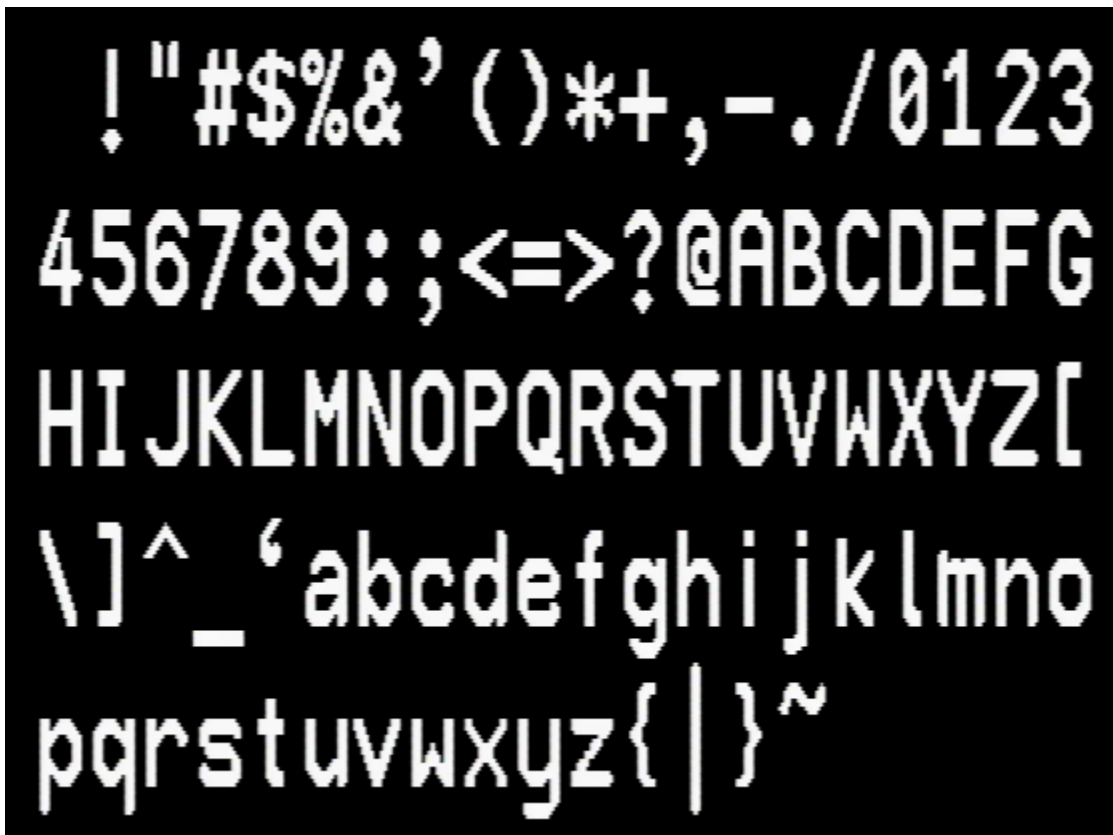 !"#$%&’()*+,-./0123
456789:;<=>?@ABCDEFG
HIJKLMNOPQRSTUVWXYZ[
\]^_‘abcdefghijklmno
pqrstuvwxyz{|}~